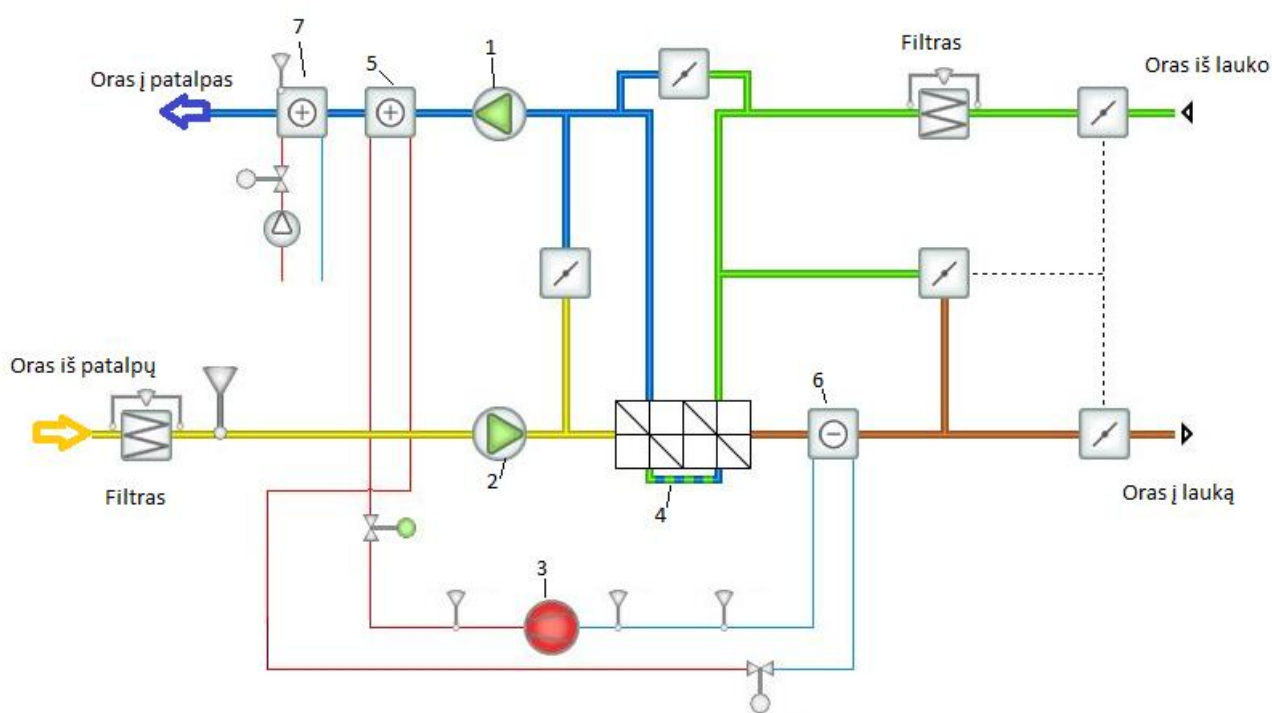 7
5
1
Filtras
Oras į patalpas
Oras iš lauko
Oras iš patalpų
6
2
4
Filtras
Oras į lauką
3